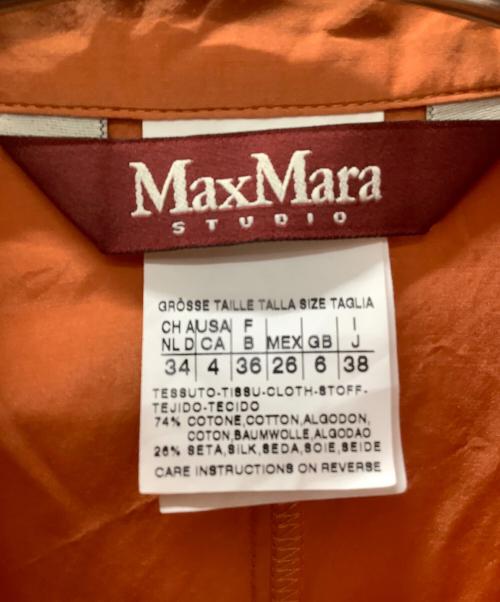 MaxMara
STUDIO
GRÖSSE TAILLE TALLA SIZE TAGLIA
CH A USA F I
NL D CA B MEX GB J
34 4 36 26 6 38
TESSUTO-TISSU-CLOTH-STOFF-
TEJIDO-TECIDO
74% COTONE,COTTON,ALGODON,
COTON,BAUMWOLLE,ALGODAO
26% SETA,SILK,SEDA,SOIE,SEIDE
CARE INSTRUCTIONS ON REVERSE